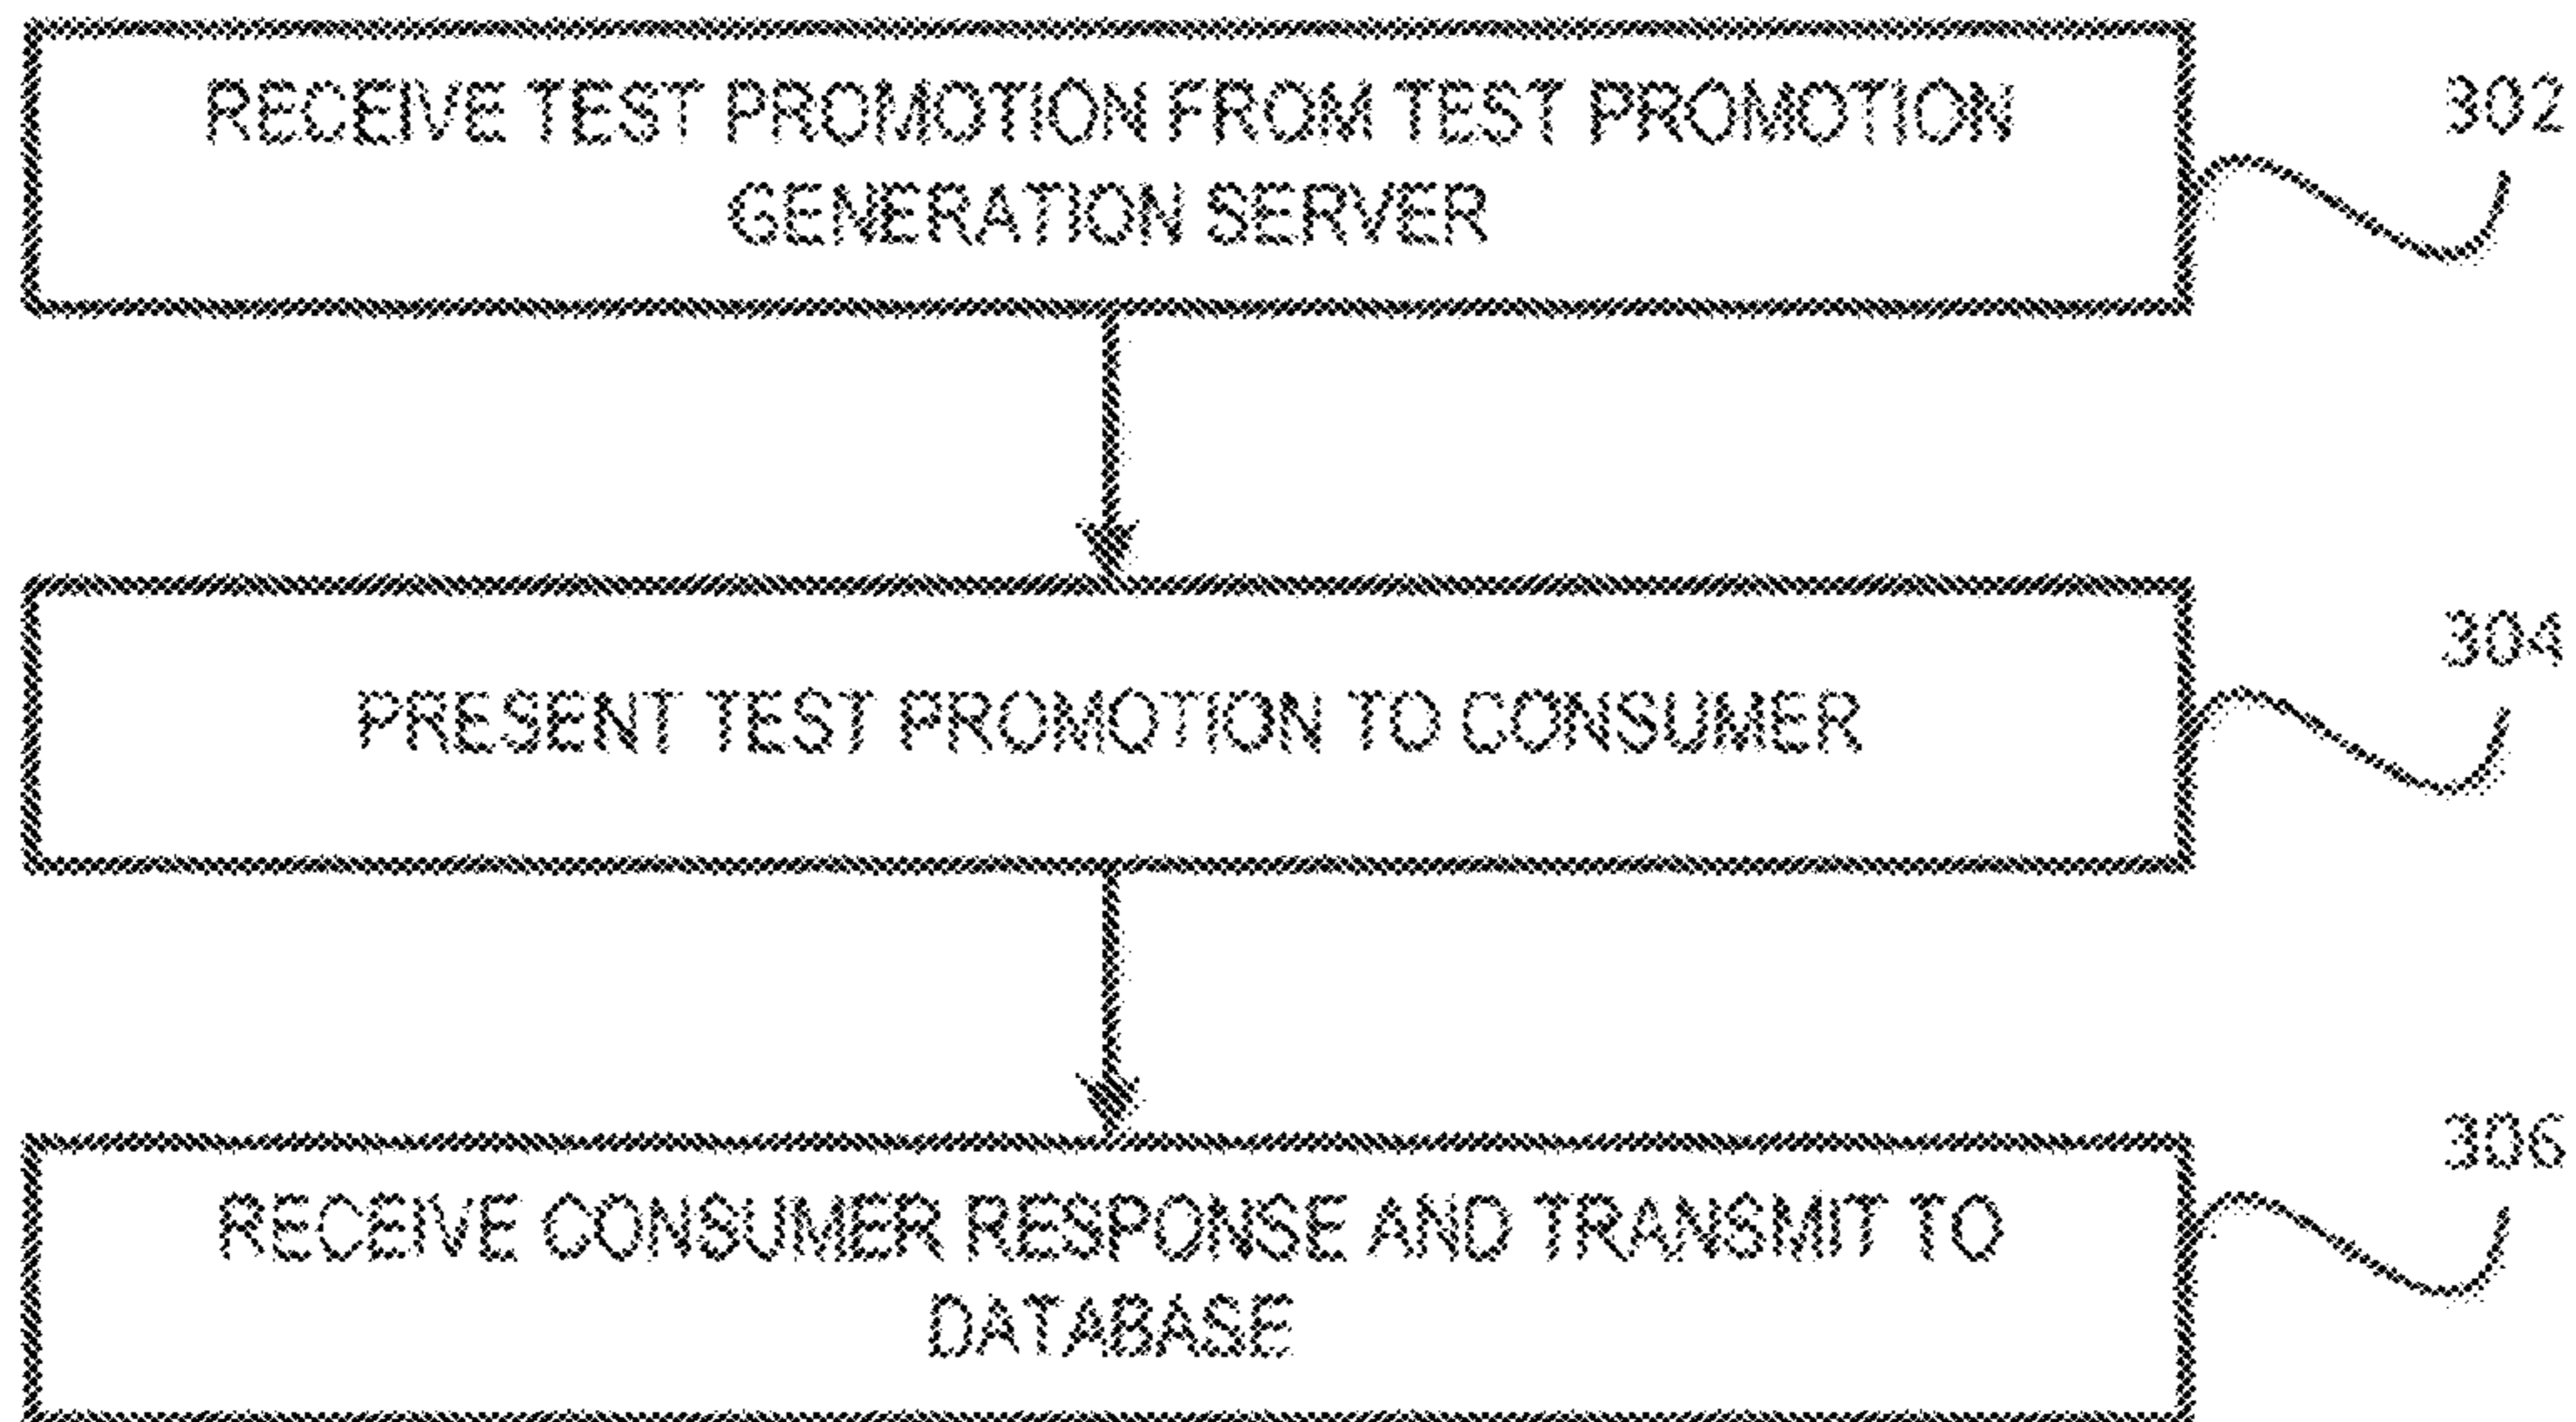 RECEIVE TEST PROMOTION FROM TEST PROMOTION
GENERATION SERVER
302
PRESENT TEST PROMOTION TO CONSUMER
304
RECEIVE CONSUMER RESPONSE AND TRANSMIT TO
DATABASE
306